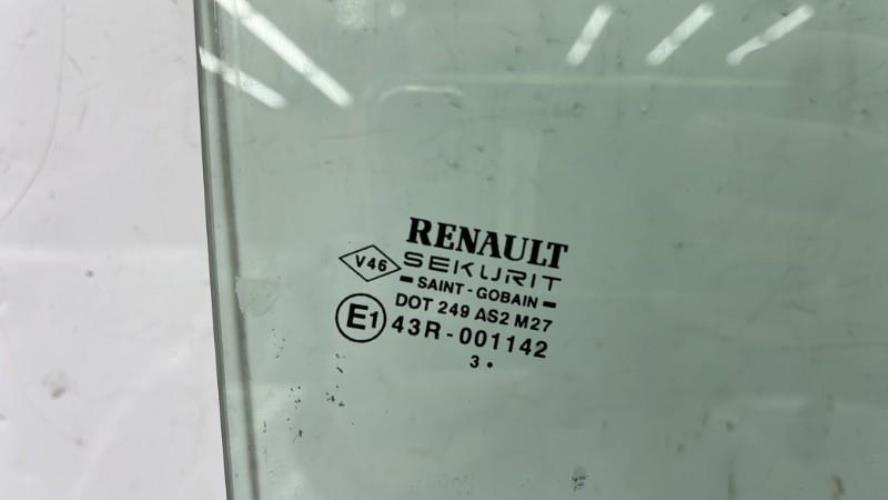 RENAULT
V46 SEKURIT
- SAINT - GOBAIN -
DOT 249 AS2 M27
E1 43R - 001142
3 •